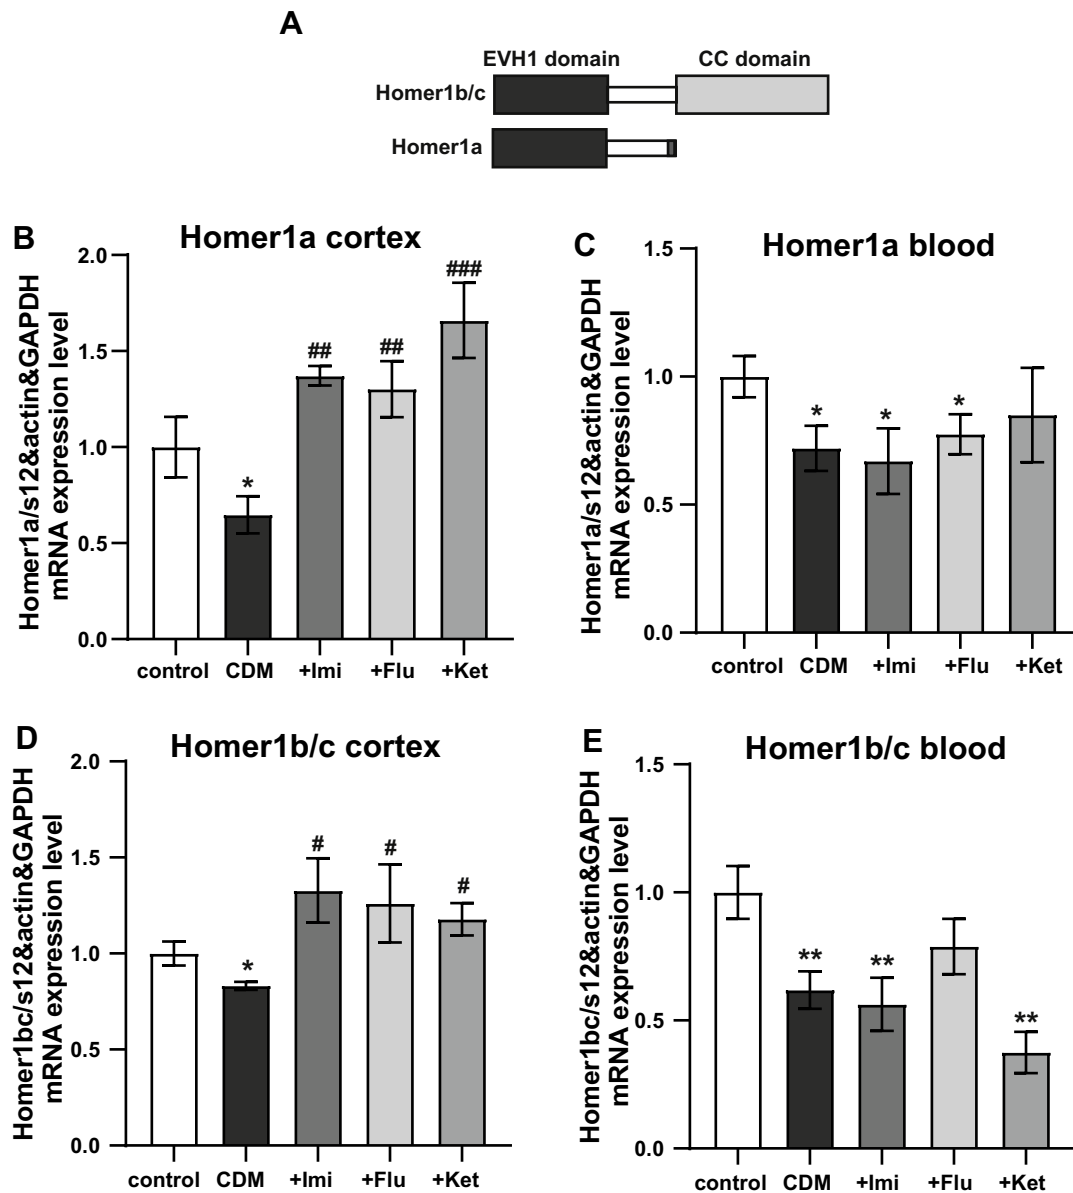 A
EVH1 domain CC domain
Homer1b/c
Homer1a
B
Homer1a cortex
Homer1a/s12&actin&GAPDH
mRNA expression level
2.0
1.5
1.0
0.5
0.0
*
##
##
###
control CDM +Imi +Flu +Ket
C
Homer1a blood
Homer1a/s12&actin&GAPDH
mRNA expression level
1.5
1.0
0.5
0.0
*
*
*
control CDM +Imi +Flu +Ket
D
Homer1b/c cortex
Homer1bc/s12&actin&GAPDH
mRNA expression level
2.0
1.5
1.0
0.5
0.0
*
#
#
#
control CDM +Imi +Flu +Ket
E
Homer1b/c blood
Homer1bc/s12&actin&GAPDH
mRNA expression level
1.5
1.0
0.5
0.0
**
**
**
control CDM +Imi +Flu +Ket